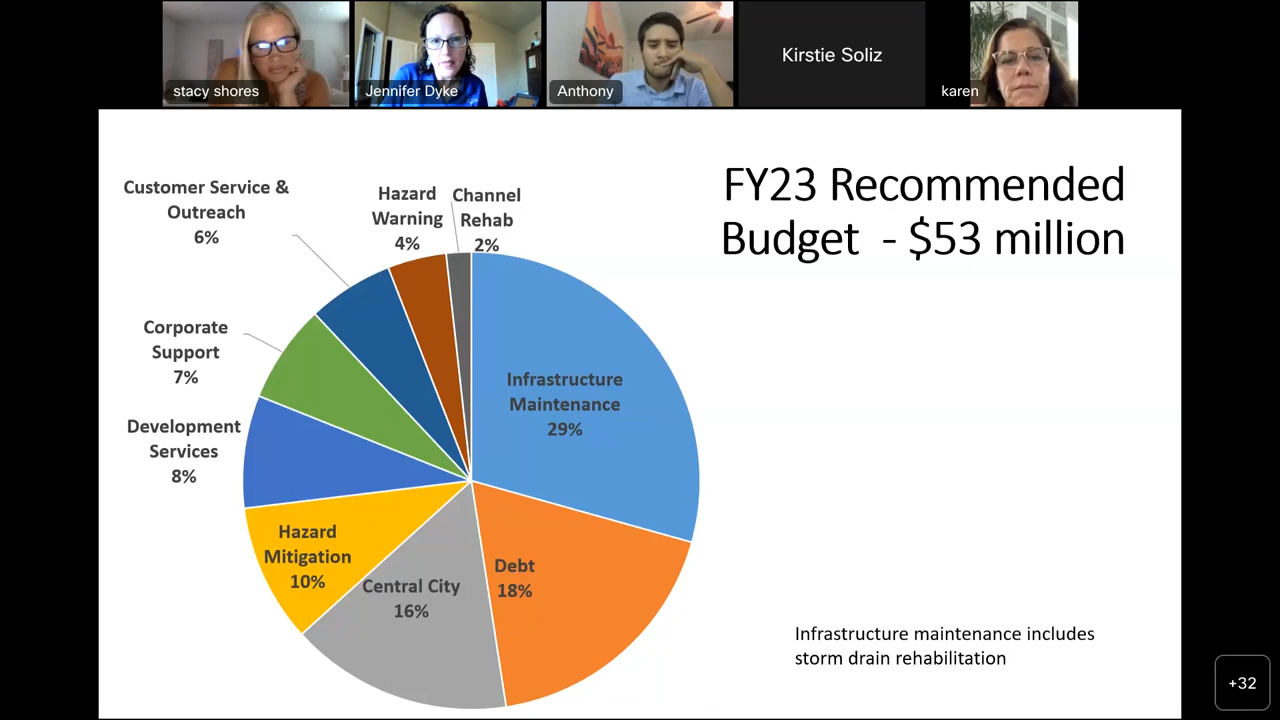 stacy shores
Jennifer Dyke
Anthony
Kirstie Soliz
karen
FY23 Recommended
Budget - $53 million
Customer Service &
Outreach
6%
Hazard
Warning
4%
Channel
Rehab
2%
Corporate
Support
7%
Infrastructure
Maintenance
29%
Development
Services
8%
Hazard
Mitigation
10%
Central City
16%
Debt
18%
Infrastructure maintenance includes
storm drain rehabilitation
+32